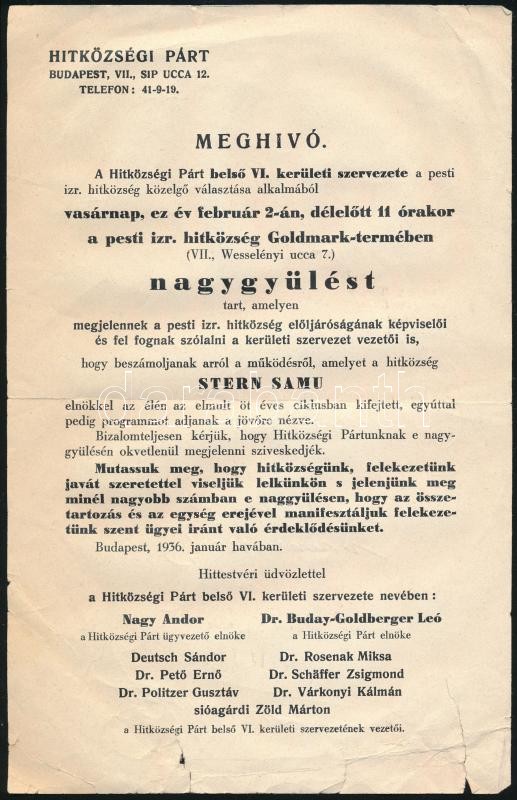 HITKÖZSÉGI PÁRT
BUDAPEST, VII., SIP UCCA 12.
TELEFON: 41-9-19.
MEGHIVÓ.
A Hitközségi Párt belső VI. kerületi szervezete a pesti
izr. hitközség közelgő választása alkalmából
vasárnap, ez év február 2-án, délelőtt 11 órakor
a pesti izr. hitközség Goldmark-termében
(VII., Wesselényi ucca 7.)
nagygyülést
tart, amelyen
megjelennek a pesti izr. hitközség előljáróságának képviselői
és fel fognak szólalni a kerületi szervezet vezetői is,
hogy beszámoljanak arról a működésről, amelyet a hitközség
STERN SAMU
elnökkel az élén az elmult öt éves ciklusban kifejtett, egyúttal
pedig programmot adjanak a jövőre nézve.
Bizalomteljesen kérjük, hogy Hitközségi Pártunknak e nagy-
gyülésén okvetlenül megjelenni sziveskedjék.
Mutassuk meg, hogy hitközségünk, felekezetünk
javát szeretettel viseljük lelkünkön s jelenjünk meg
minél nagyobb számban e naggyülésen, hogy az össze-
tartozás és az egység erejével manifesztáljuk felekeze-
tünk szent ügyei iránt való érdeklődésünket.
Budapest, 1936. január havában.
Hittestvéri üdvözlettel
a Hitközségi Párt belső VI. kerületi szervezete nevében:
Nagy Andor Dr. Buday-Goldberger Leó
a Hitközségi Párt ügyvezető elnöke a Hitközségi Párt elnöke
Deutsch Sándor Dr. Rosenak Miksa
Dr. Pető Ernő Dr. Schäffer Zsigmond
Dr. Politzer Gusztáv Dr. Várkonyi Kálmán
sióagárdi Zöld Márton
a Hitközségi Párt belső VI. kerületi szervezetének vezetői.